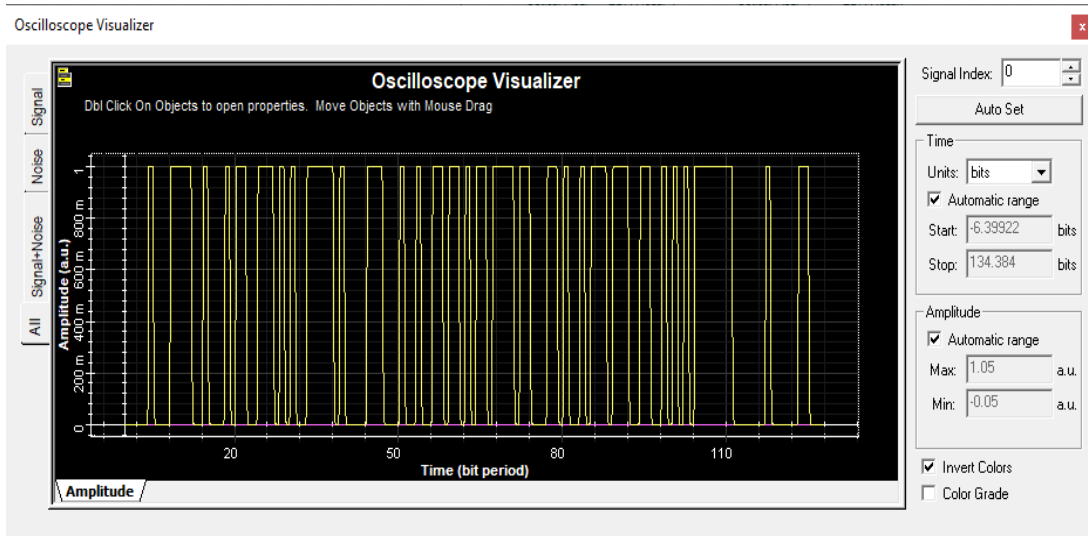 Oscilloscope Visualizer
x
Signal
Noise
Signal+Noise
All
Oscilloscope Visualizer
Dbl Click On Objects to open properties. Move Objects with Mouse Drag
Amplitude (a.u.)
1
800 m
600 m
400 m
200 m
0
20 50 80 110
Time (bit period)
Amplitude
Signal Index: 0
Auto Set
Time
Units: bits
Automatic range
Start: -6.39922 bits
Stop: 134.384 bits
Amplitude
Automatic range
Max: 1.05 a.u.
Min: -0.05 a.u.
Invert Colors
Color Grade